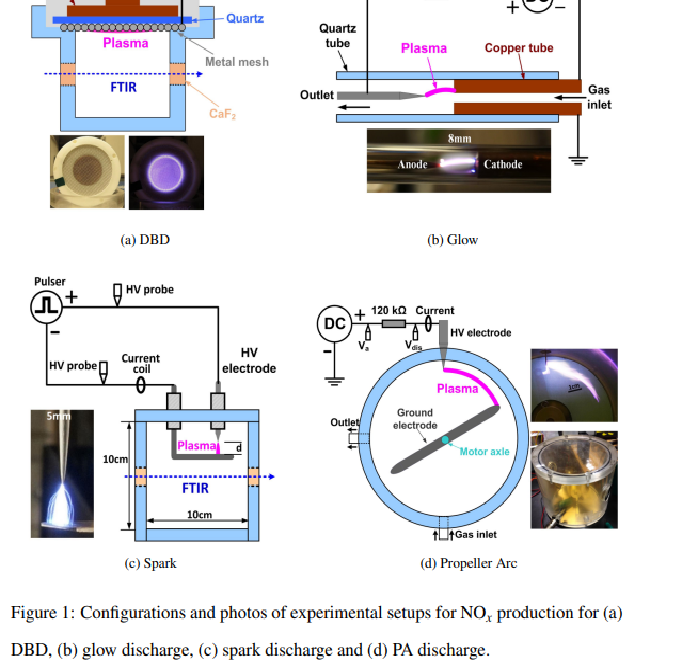 + −
Quartz
Plasma
Metal mesh
FTIR
CaF2
(a) DBD
Quartz
tube
Plasma
Copper tube
Outlet
Gas
inlet
8mm
Anode
Cathode
(b) Glow
Pulser
+
HV probe
−
HV probe
Current
coil
HV
electrode
5mm
Plasma
d
10cm
FTIR
10cm
(c) Spark
DC
+
120 kΩ
Current
−
Va
Vdis
HV electrode
Plasma
1cm
Outlet
Ground
electrode
Motor axle
Gas inlet
(d) Propeller Arc
Figure 1: Configurations and photos of experimental setups for NOx production for (a)
DBD, (b) glow discharge, (c) spark discharge and (d) PA discharge.